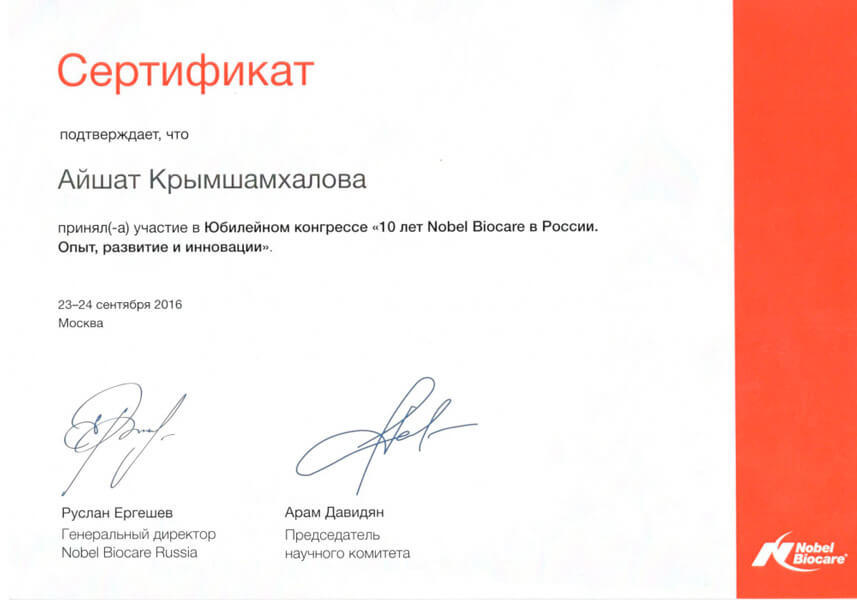 Сертификат
подтверждает, что
Айшат Крымшамхалова
принял(-а) участие в Юбилейном конгрессе «10 лет Nobel Biocare в России.
Опыт, развитие и инновации».
23–24 сентября 2016
Москва
Руслан Ергешев
Генеральный директор
Nobel Biocare Russia
Арам Давидян
Председатель
научного комитета
Nobel
Biocare®